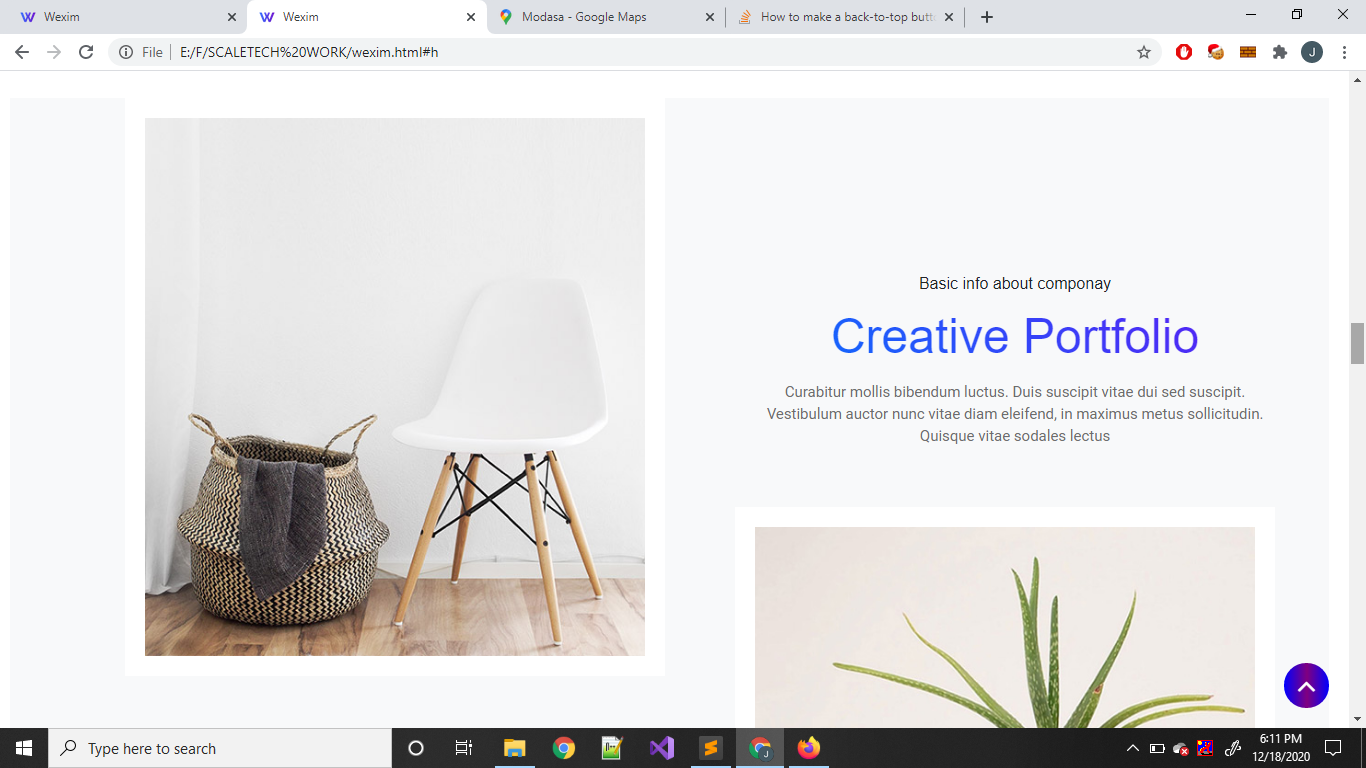 Wexim
Wexim
Modasa - Google Maps
How to make a back-to-top butt
File
E:/F/SCALETECH%20WORK/wexim.html#h
J
Basic info about componay
Creative Portfolio
Curabitur mollis bibendum luctus. Duis suscipit vitae dui sed suscipit.
Vestibulum auctor nunc vitae diam eleifend, in maximus metus sollicitudin.
Quisque vitae sodales lectus
Type here to search
J
6:11 PM
12/18/2020